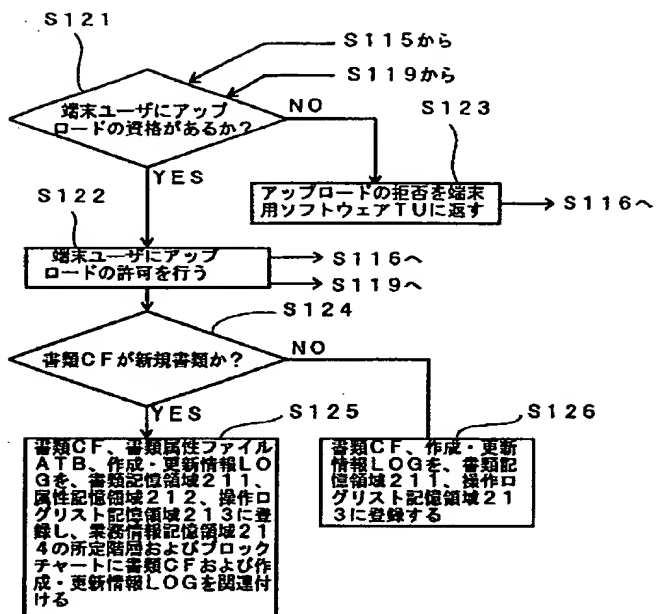 S121
S115から
S119から
端末ユーザにアップ
ロードの資格があるか?
NO
S123
YES
S122
アップロードの拒否を端末
用ソフトウェアTUに返す
S116へ
端末ユーザにアップ
ロードの許可を行う
S116へ
S119へ
S124
書類CFが新規書類か?
NO
YES
S125
S126
書類CF、書類属性ファイル
ATB、作成・更新情報LO
Gを、書類記憶領域211、
属性記憶領域212、操作ロ
グリスト記憶領域213に登
録し、業務情報記憶領域21
4の所定階層およびブロック
チャートに書類CFおよび作
成・更新情報LOGを関連付
ける
書類CF、作成・更新
情報LOGを、書類記
憶領域211、操作ロ
グリスト記憶領域21
3に登録する